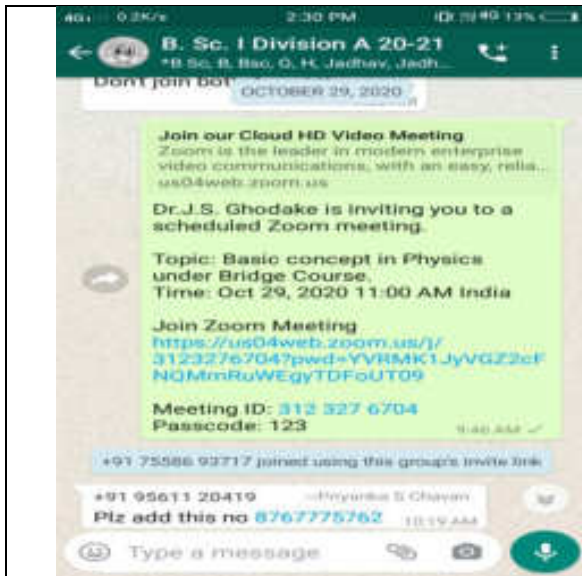 4G 0.2K/s 2:30 PM 4G 13%
B. Sc. I Division A 20-21
*B Sc, B, Bso, G, H, Jadhav, Jadh...
Don't join bot
OCTOBER 29, 2020
Join our Cloud HD Video Meeting
Zoom is the leader in modern enterprise
video communications, with an easy, relia...
us04web.zoom.us
Dr.J.S. Ghodake is inviting you to a
scheduled Zoom meeting.
Topic: Basic concept in Physics
under Bridge Course.
Time: Oct 29, 2020 11:00 AM India
Join Zoom Meeting
https://us04web.zoom.us/j/
3123276704?pwd=YVRMK1JyVGZ2cF
NQMmRuWEgyTDFoUT09
Meeting ID: 312 327 6704
Passcode: 123
9:40 AM
+91 75586 93717 joined using this group's invite link
+91 95611 20419 ~Priyanka S Chavan
Plz add this no 8767775762 10:19 AM
Type a message